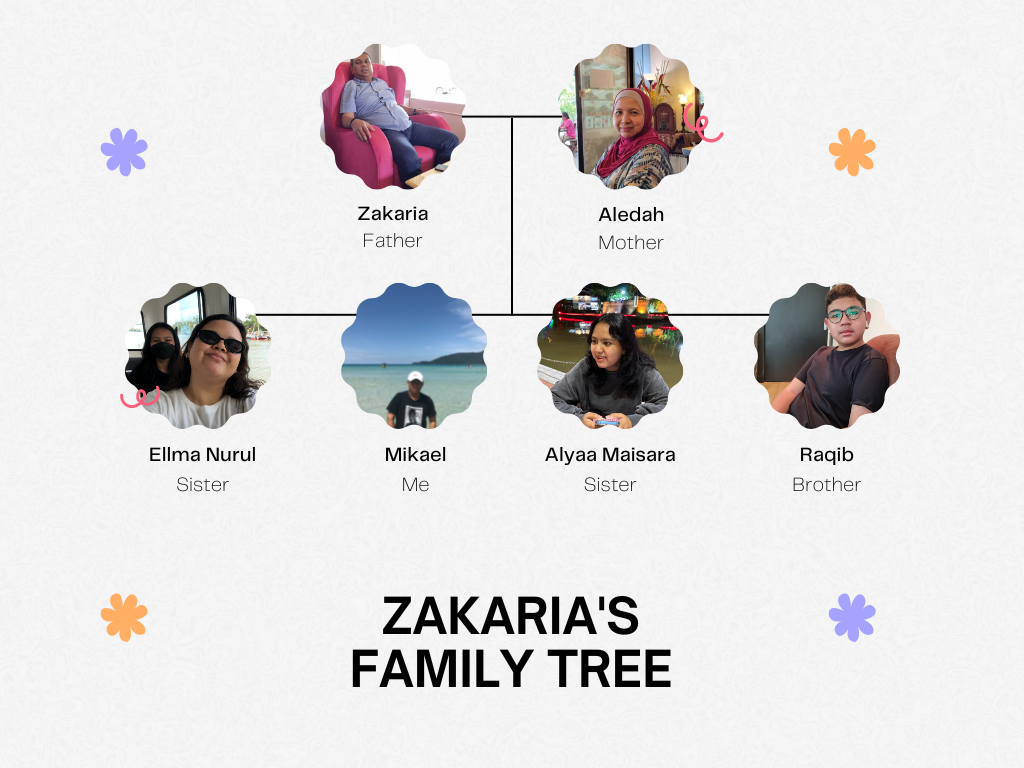 Zakaria
Father
Aledah
Mother
Ellma Nurul
Sister
Mikael
Me
Alyaa Maisara
Sister
Raqib
Brother
ZAKARIA'S
FAMILY TREE